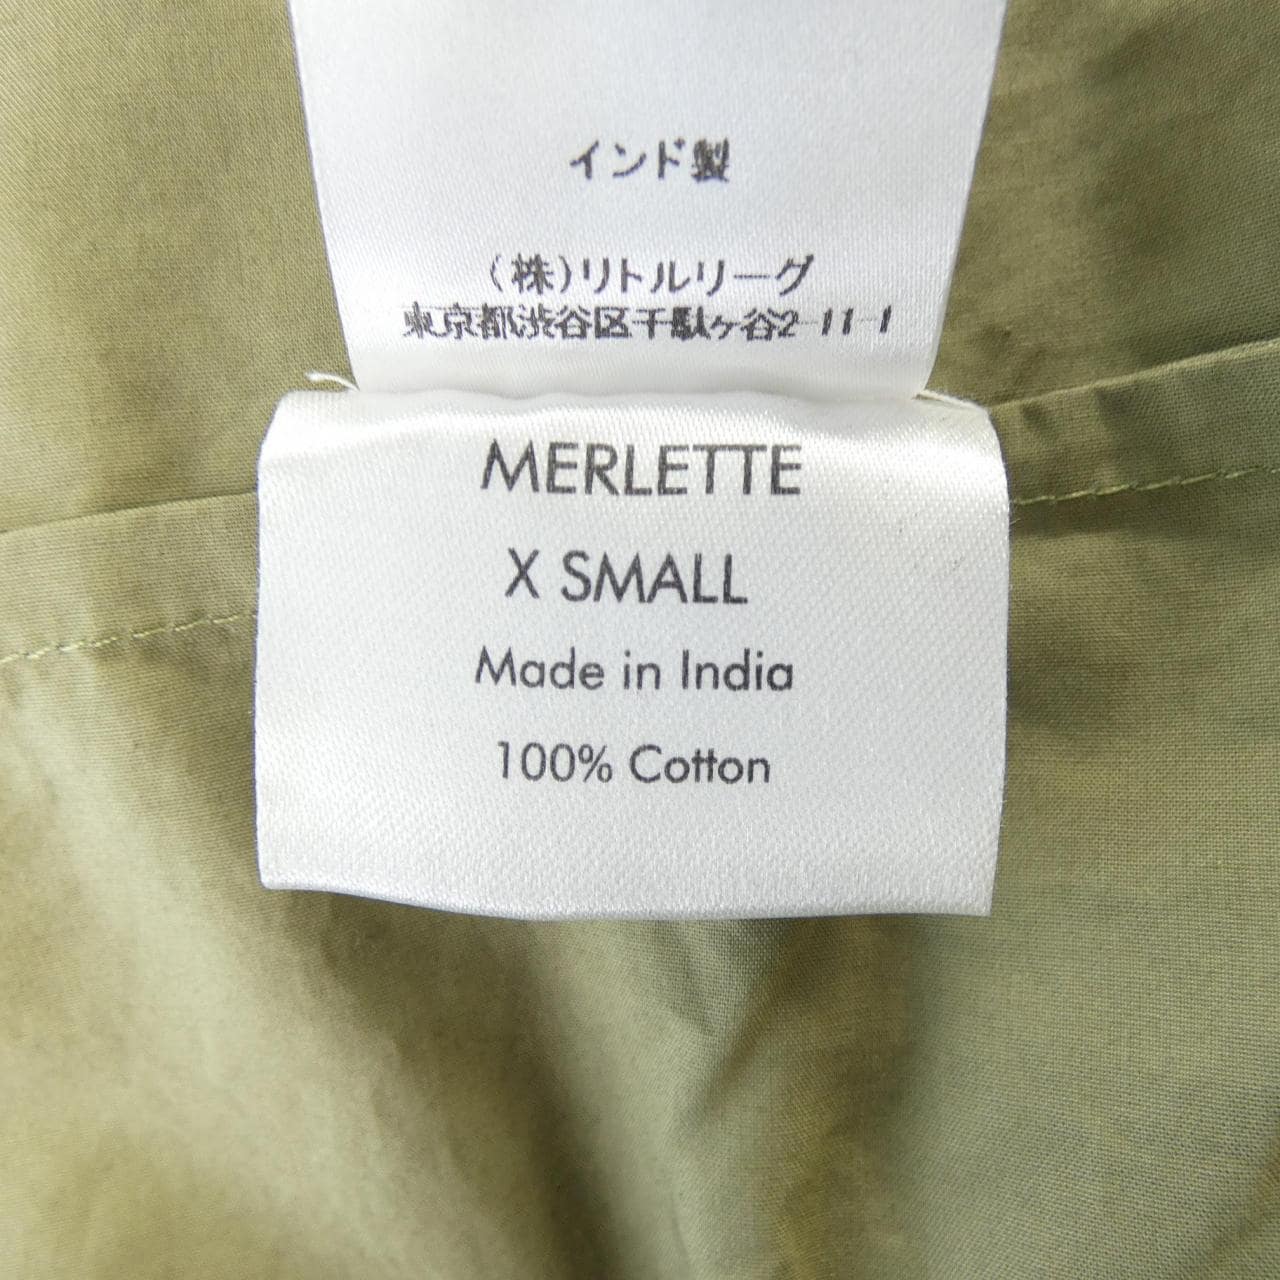 インド製
(株)リトルリーグ
東京都渋谷区千駄ヶ谷2-11-1
MERLETTE
X SMALL
Made in India
100% Cotton